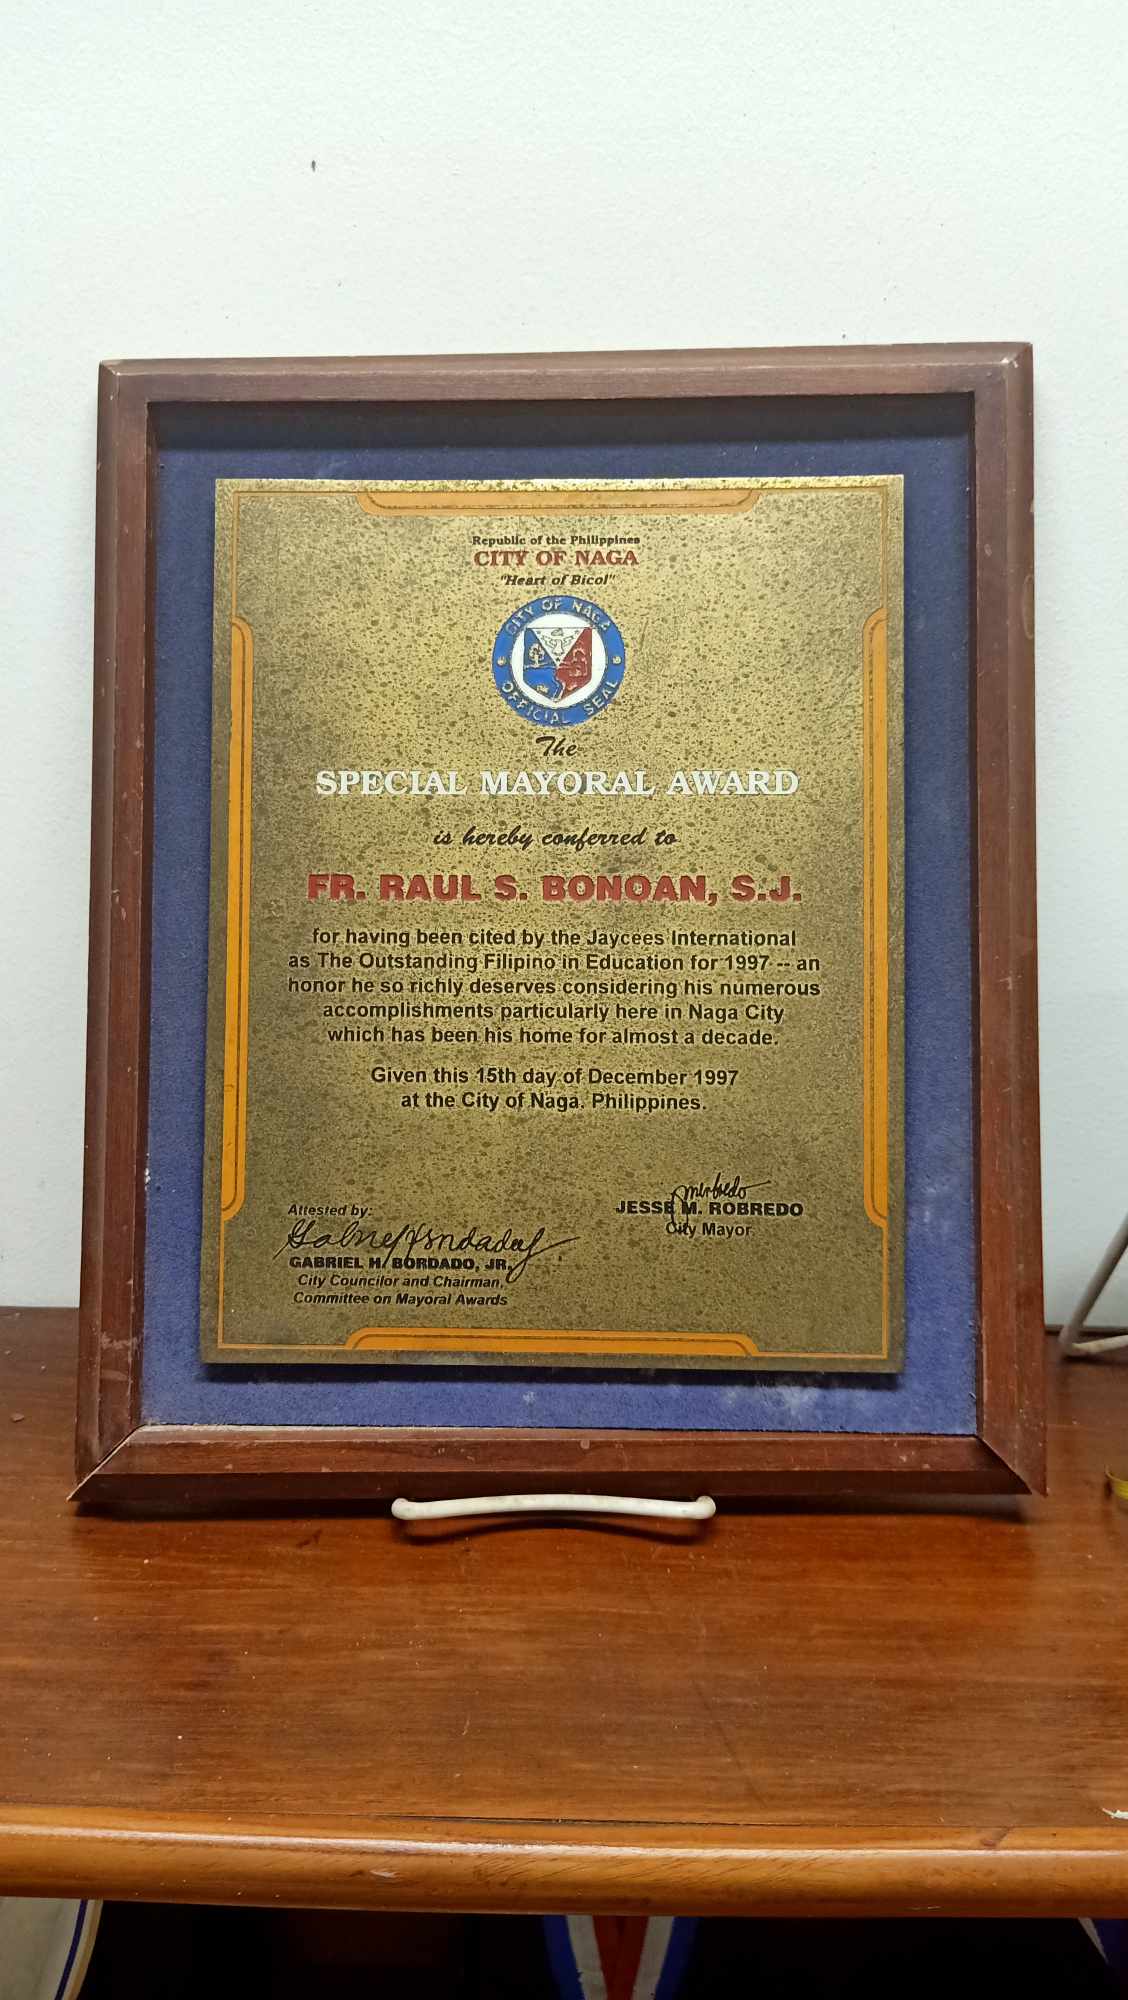 Republic of the Philippines
CITY OF NAGA
"Heart of Bicol"
CITY OF NAGA
OFFICIAL SEAL
The
SPECIAL MAYORAL AWARD
is hereby conferred to
FR. RAUL S. BONOAN, S.J.
for having been cited by the Jaycees International
as The Outstanding Filipino in Education for 1997 -- an
honor he so richly deserves considering his numerous
accomplishments particularly here in Naga City
which has been his home for almost a decade.
Given this 15th day of December 1997
at the City of Naga. Philippines.
JESSE M. ROBREDO
City Mayor
Attested by:
GABRIEL H. BORDADO, JR.
City Councilor and Chairman,
Committee on Mayoral Awards